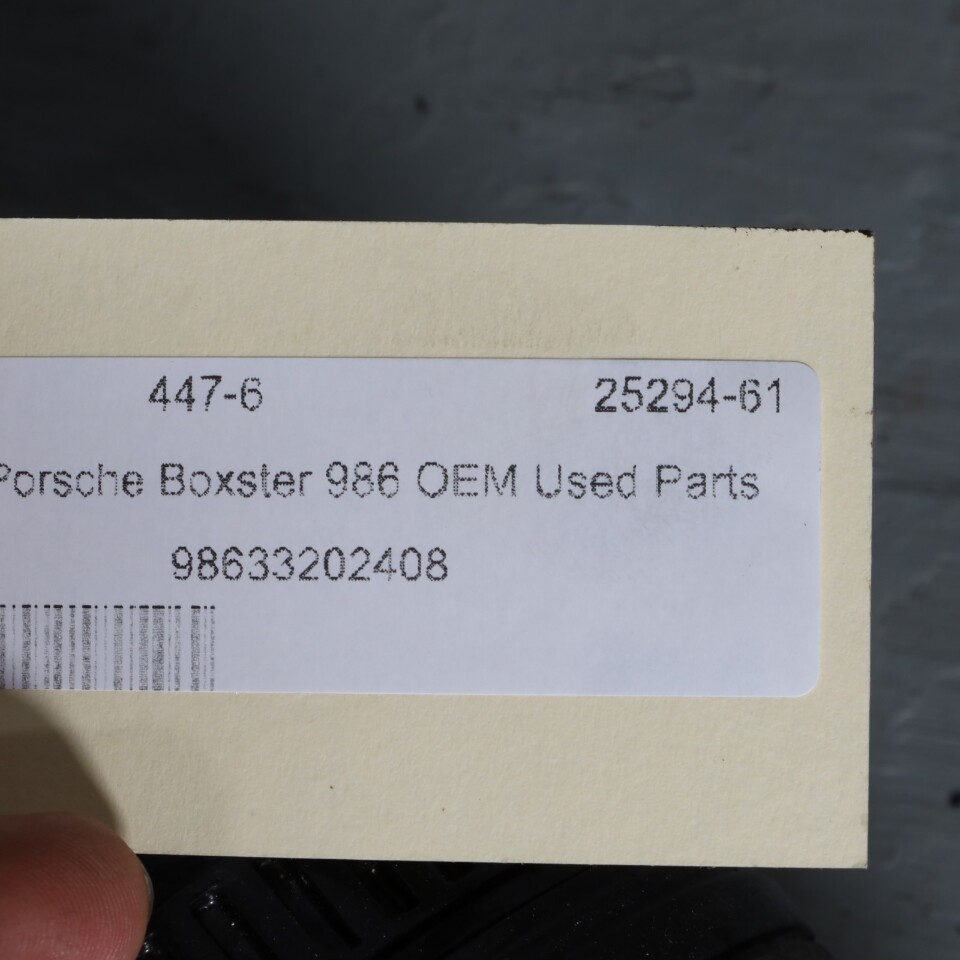 447-6 25294-61
Porsche Boxster 986 OEM Used Parts
98633202408